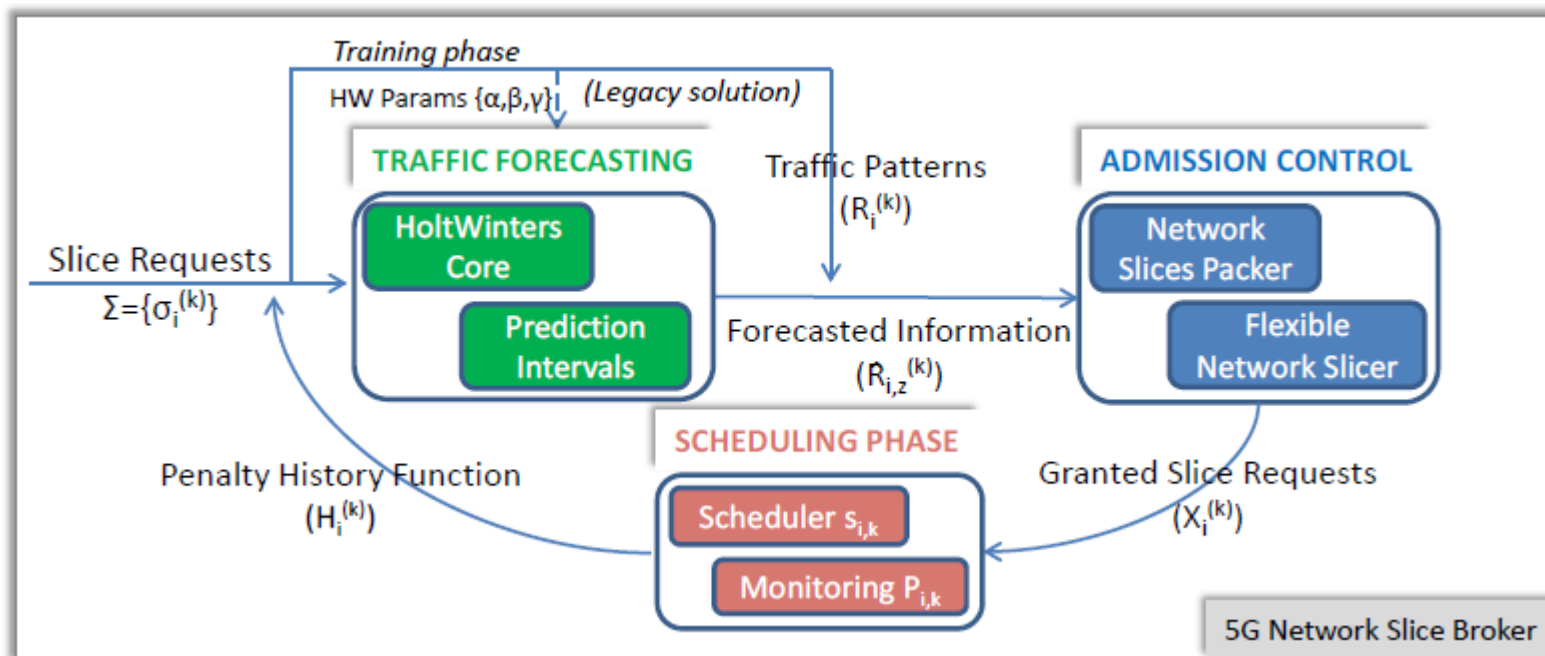 Training phase
HW Params {α,β,γ}
(Legacy solution)
TRAFFIC FORECASTING
HoltWinters
Core
Prediction
Intervals
Slice Requests
Σ={σᵢ⁽ᵏ⁾}
Traffic Patterns
(Rᵢ⁽ᵏ⁾)
Forecasted Information
(R̂_{i,z}⁽ᵏ⁾)
ADMISSION CONTROL
Network
Slices Packer
Flexible
Network Slicer
SCHEDULING PHASE
Scheduler s_{i,k}
Monitoring P_{i,k}
Penalty History Function
(Hᵢ⁽ᵏ⁾)
Granted Slice Requests
(Xᵢ⁽ᵏ⁾)
5G Network Slice Broker